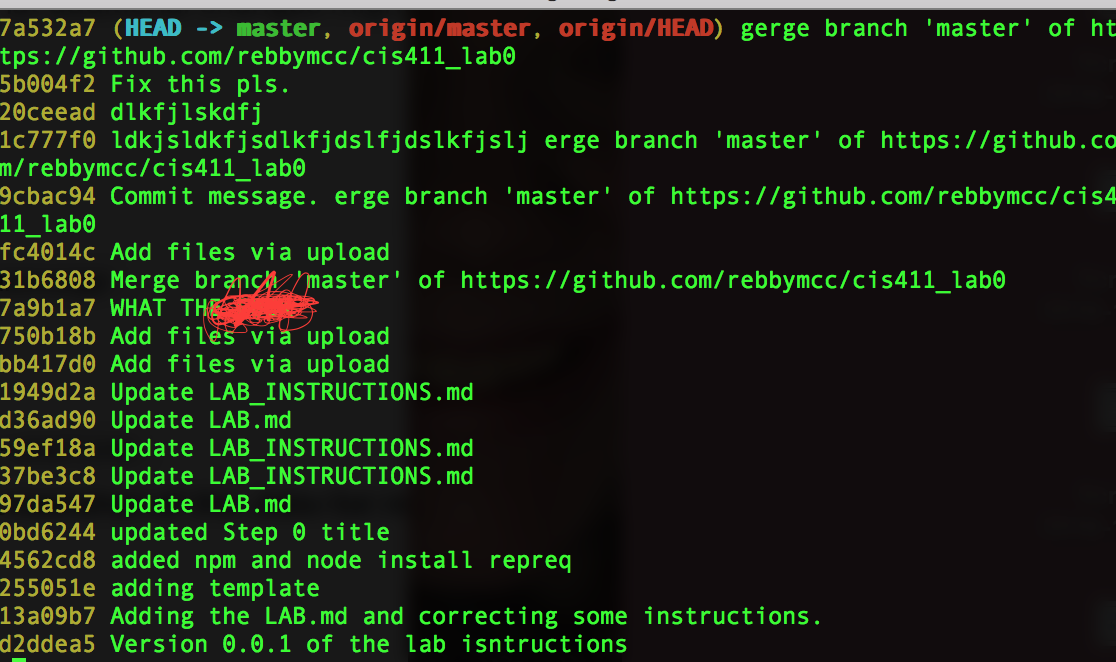 7a532a7 (HEAD -> master, origin/master, origin/HEAD) gerge branch 'master' of ht
tps://github.com/rebbymcc/cis411_lab0
5b004f2 Fix this pls.
20ceead dlkfjlskdfj
1c777f0 ldkjsldkfjsdlkfjdslfjdslkfjslj erge branch 'master' of https://github.co
m/rebbymcc/cis411_lab0
9cbac94 Commit message. erge branch 'master' of https://github.com/rebbymcc/cis4
11_lab0
fc4014c Add files via upload
31b6808 Merge branch 'master' of https://github.com/rebbymcc/cis411_lab0
7a9b1a7 WHAT THE
750b18b Add files via upload
bb417d0 Add files via upload
1949d2a Update LAB_INSTRUCTIONS.md
d36ad90 Update LAB.md
59ef18a Update LAB_INSTRUCTIONS.md
37be3c8 Update LAB_INSTRUCTIONS.md
97da547 Update LAB.md
0bd6244 updated Step 0 title
4562cd8 added npm and node install repreq
255051e adding template
13a09b7 Adding the LAB.md and correcting some instructions.
d2ddea5 Version 0.0.1 of the lab isntructions